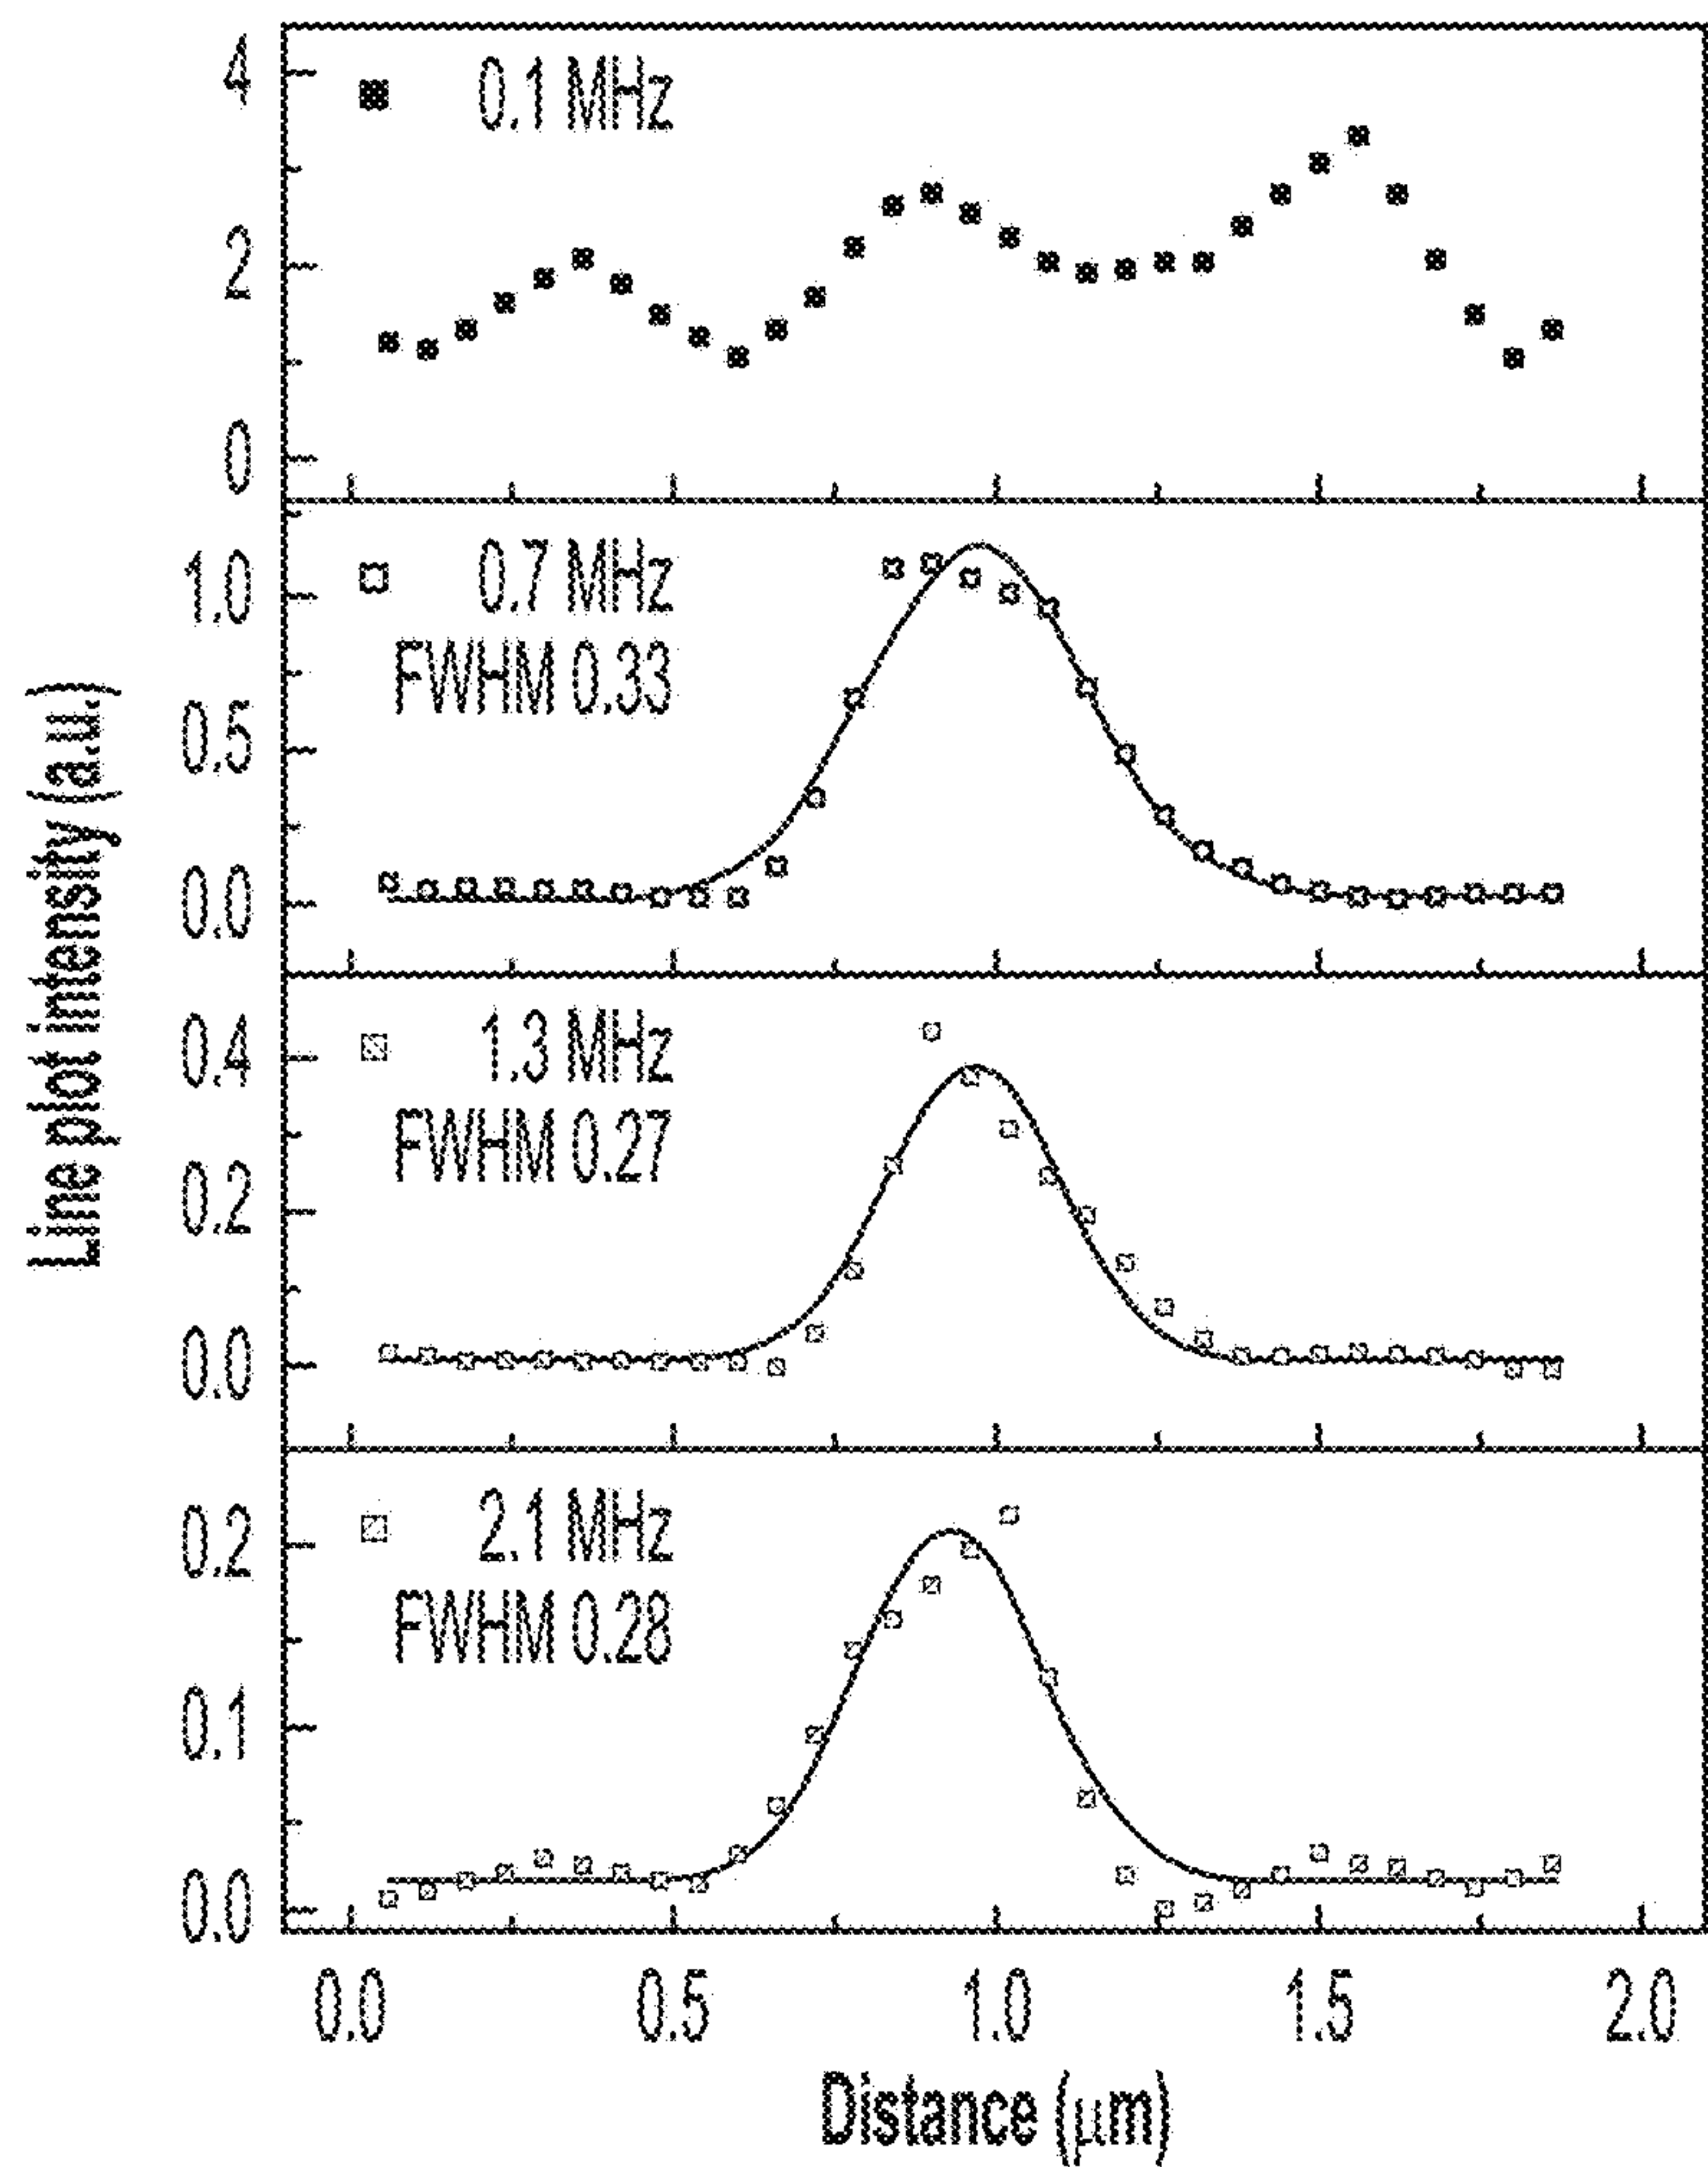 4
0.1 MHz
2
0
0.7 MHz
1.0
FWHM 0.33
0.5
0.0
1.3 MHz
0.4
FWHM 0.27
0.2
0.0
2.1 MHz
0.2
FWHM 0.28
0.1
0.0
Line plot intensity (a.u.)
0.0 0.5 1.0 1.5 2.0
Distance (μm)